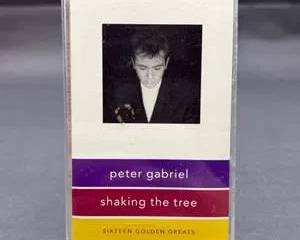 peter gabriel
shaking the tree
SIXTEEN GOLDEN GREATS